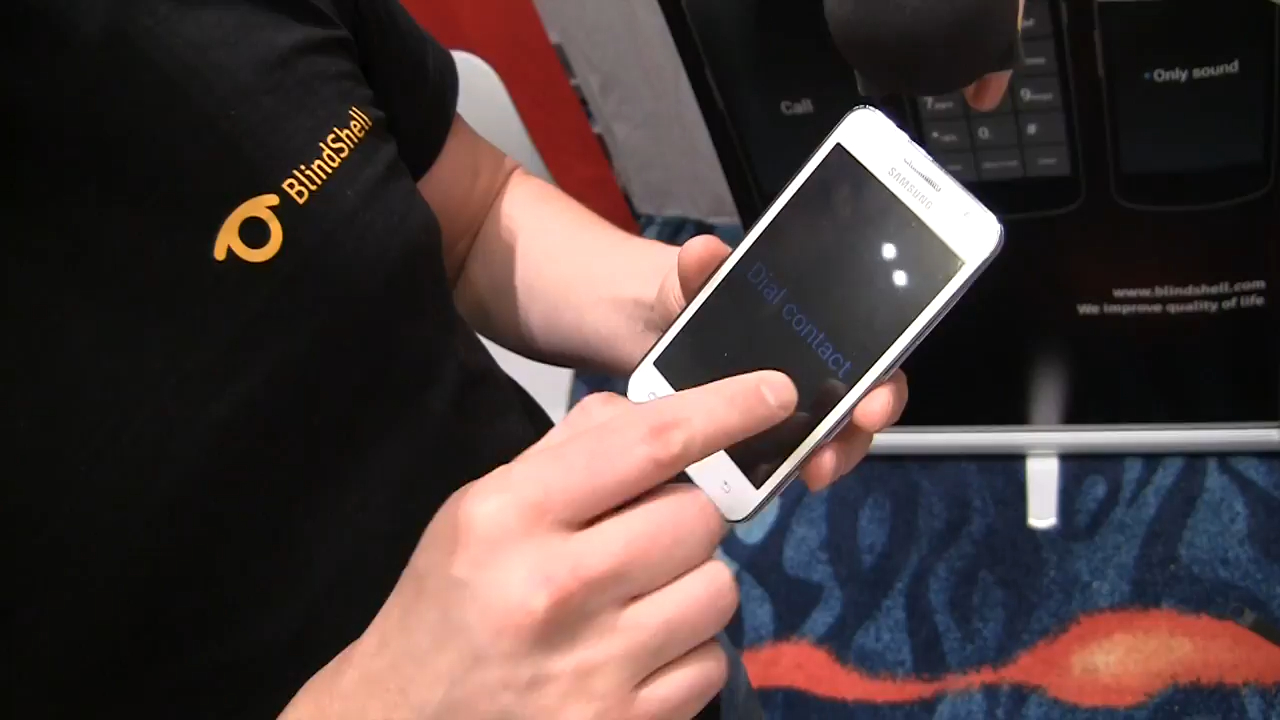 BlindShell
SAMSUNG
Dial contact
Call
7
9
0
#
Only sound
www.blindshell.com
We improve quality of life